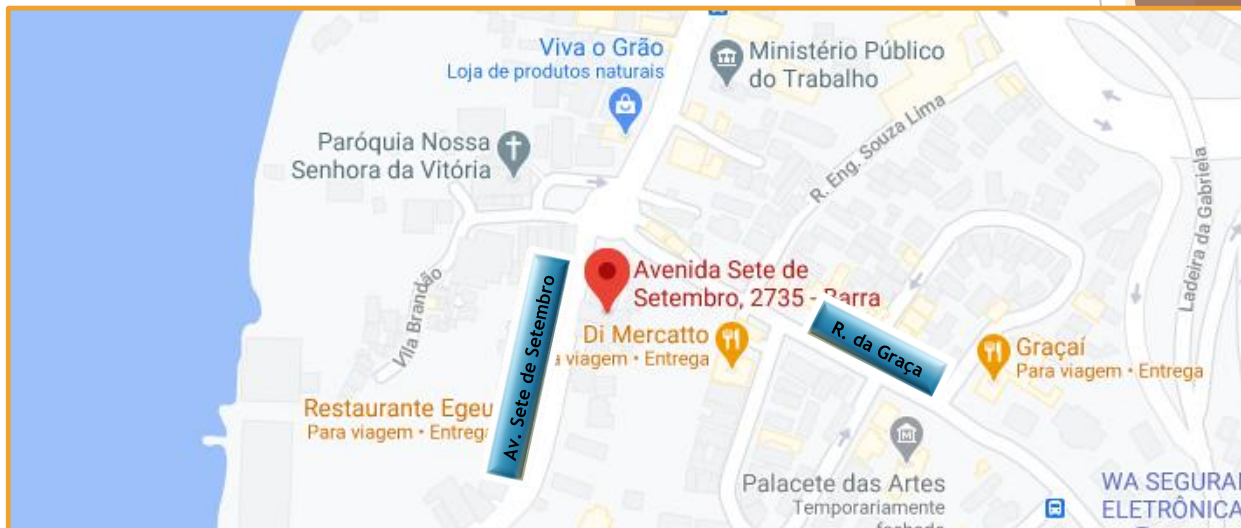 Viva o Grão
Loja de produtos naturais
Ministério Público
do Trabalho
Paróquia Nossa
Senhora da Vitória
R. Eng. Souza Lima
Ladeira da Gabriela
Avenida Sete de
Setembro, 2735 - Barra
Av. Sete de Setembro
Vila Brandão
Di Mercatto
viagem • Entrega
R. da Graça
Graçaí
Para viagem • Entrega
Restaurante Egeu
Para viagem • Entreg
Palacete das Artes
Temporariamente
fechado
WA SEGURA
ELETRÔNICA